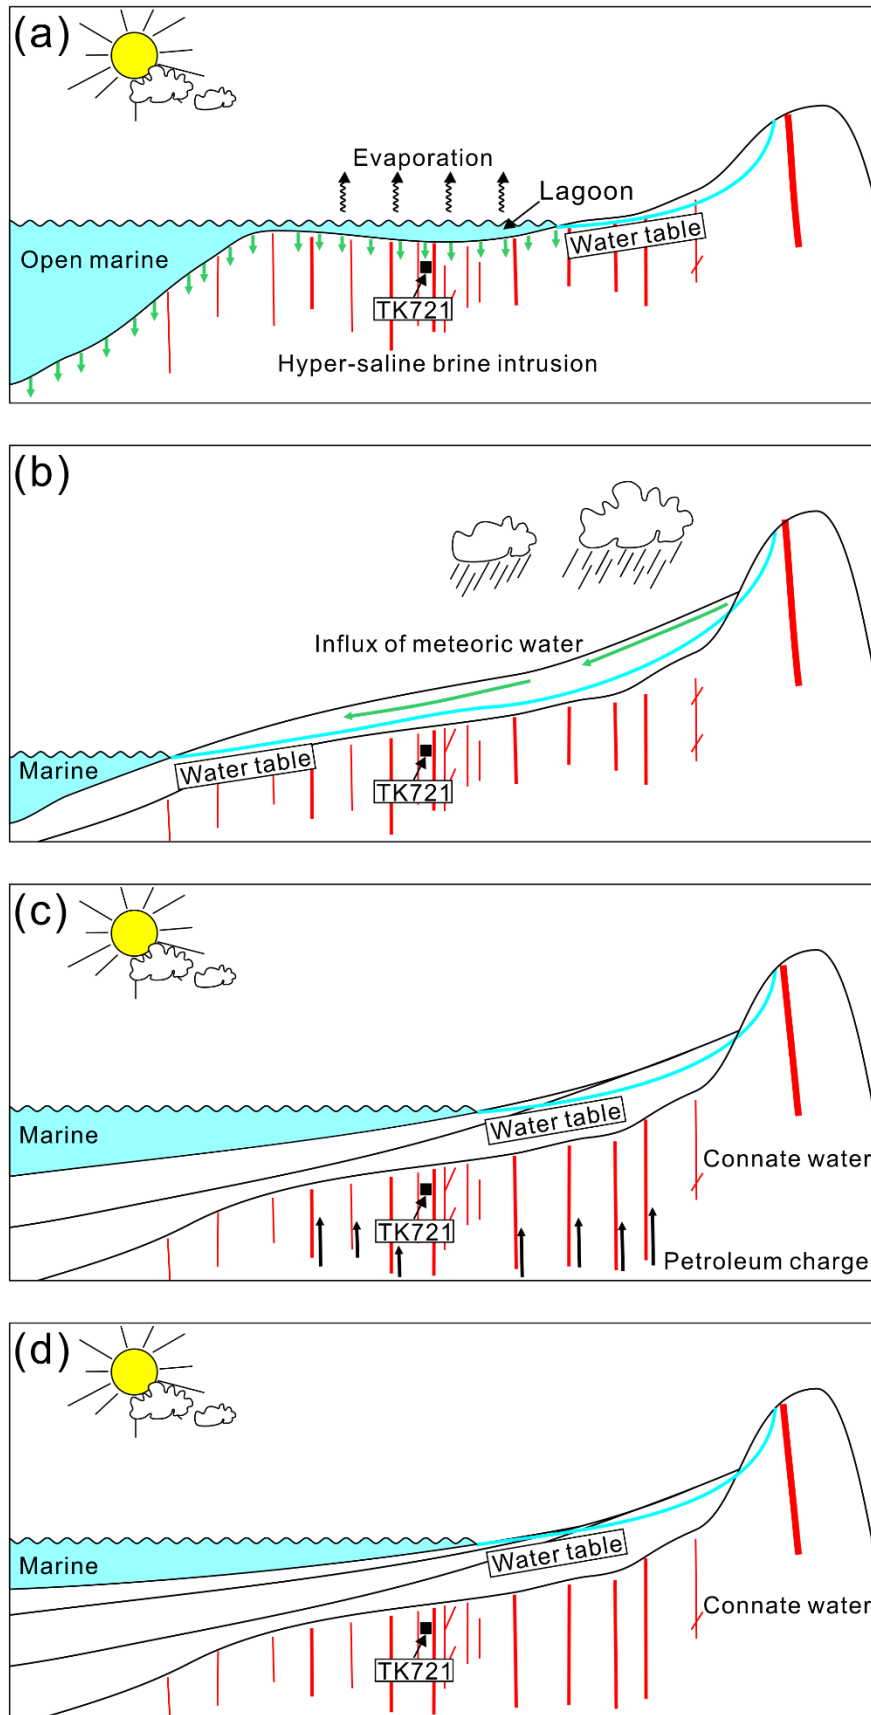 (a)
Evaporation
Lagoon
Water table
Open marine
TK721
Hyper-saline brine intrusion
(b)
Influx of meteoric water
Marine
Water table
TK721
(c)
Water table
Marine
Connate water
TK721
Petroleum charge
(d)
Water table
Marine
Connate water
TK721